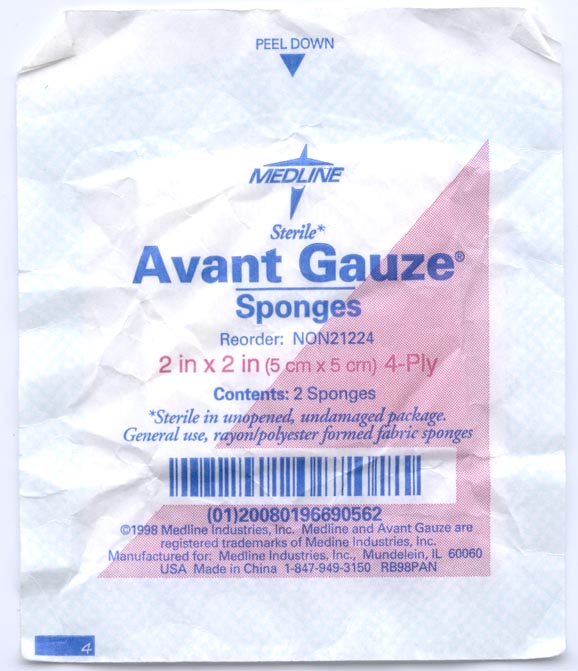 PEEL DOWN
MEDLINE
Sterile*
Avant Gauze®
Sponges
Reorder: NON21224
2 in x 2 in (5 cm x 5 cm) 4-Ply
Contents: 2 Sponges
*Sterile in unopened, undamaged package.
General use, rayon/polyester formed fabric sponges
(01)20080196690562
©1998 Medline Industries, Inc. Medline and Avant Gauze are
registered trademarks of Medine Industries, Inc.
Manufactured for: Medline Industries, Inc., Mundelein, IL 60060
USA Made in China 1-847-949-3150 RB98PAN
4